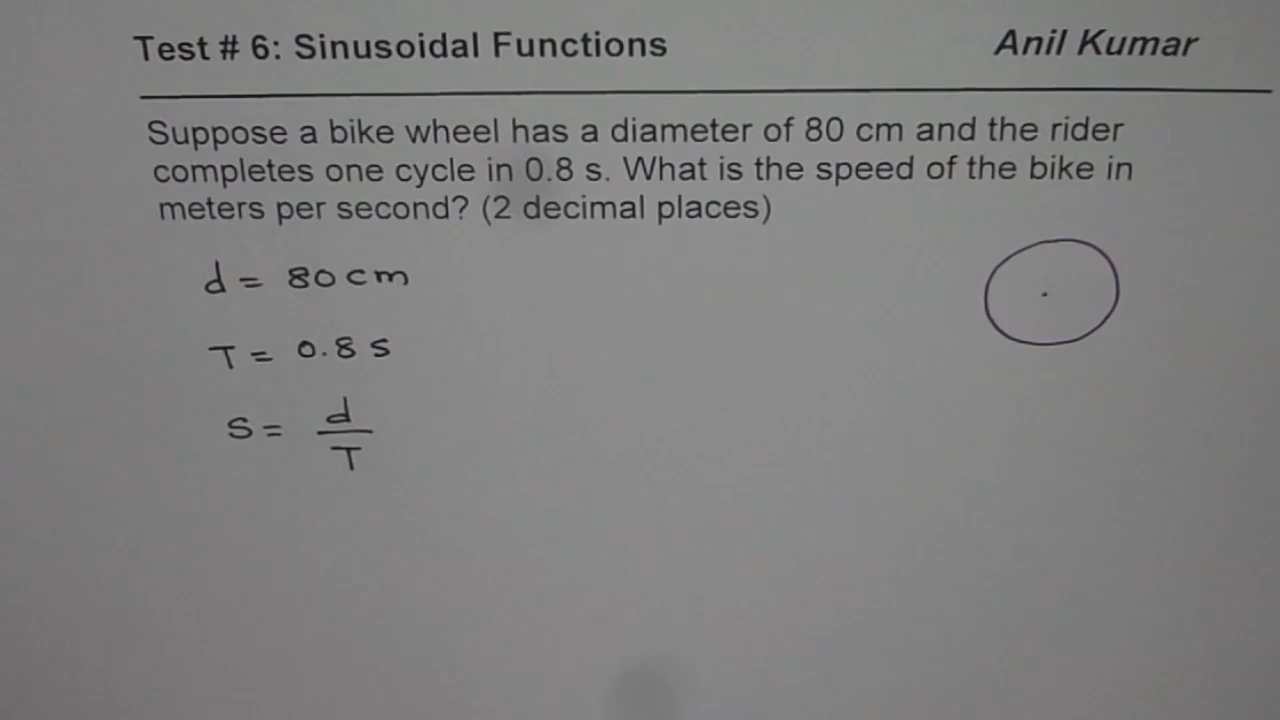 Test # 6: Sinusoidal Functions Anil Kumar
Suppose a bike wheel has a diameter of 80 cm and the rider
completes one cycle in 0.8 s. What is the speed of the bike in
meters per second? (2 decimal places)
d = 80 cm
T = 0.8 s
S = d
T